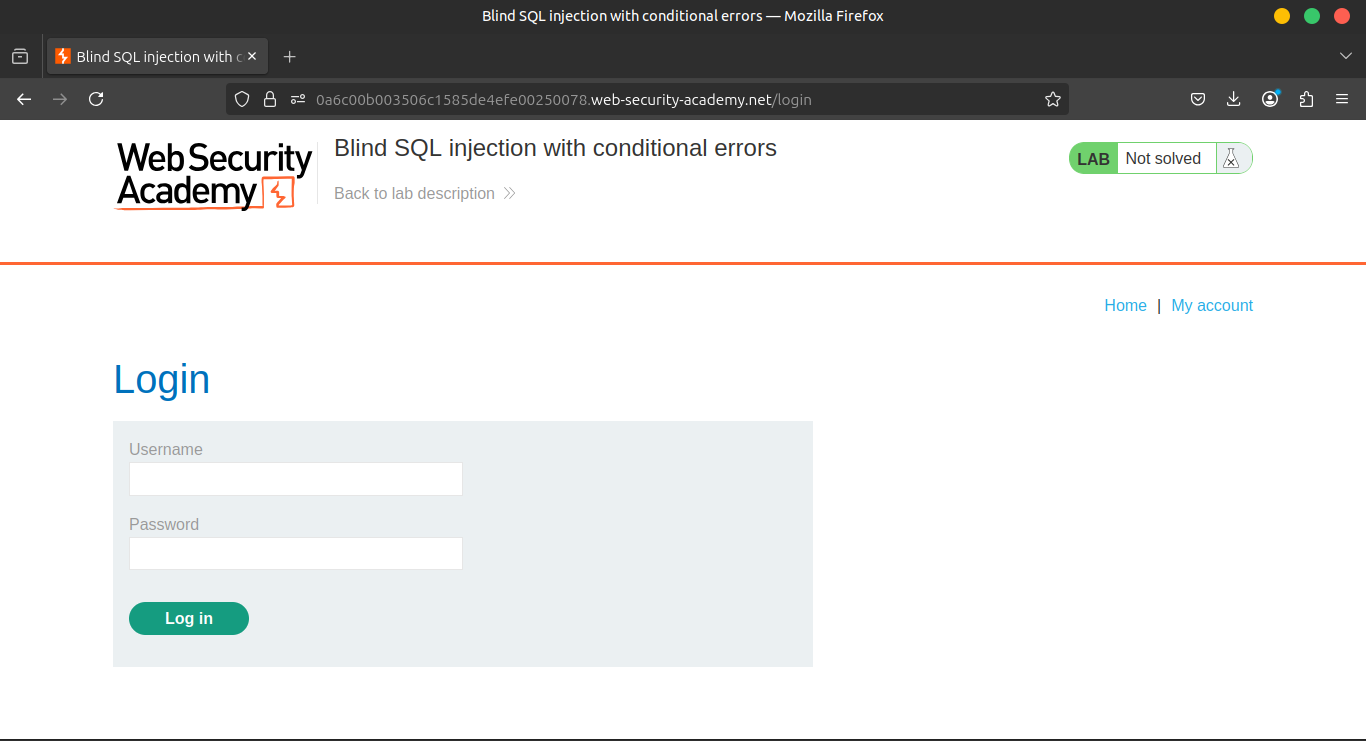 Blind SQL injection with conditional errors — Mozilla Firefox
Blind SQL injection with c
0a6c00b003506c1585de4efe00250078.web-security-academy.net/login
Web Security
Academy
Blind SQL injection with conditional errors
Back to lab description
LAB Not solved
Home | My account
Login
Username
Password
Log in